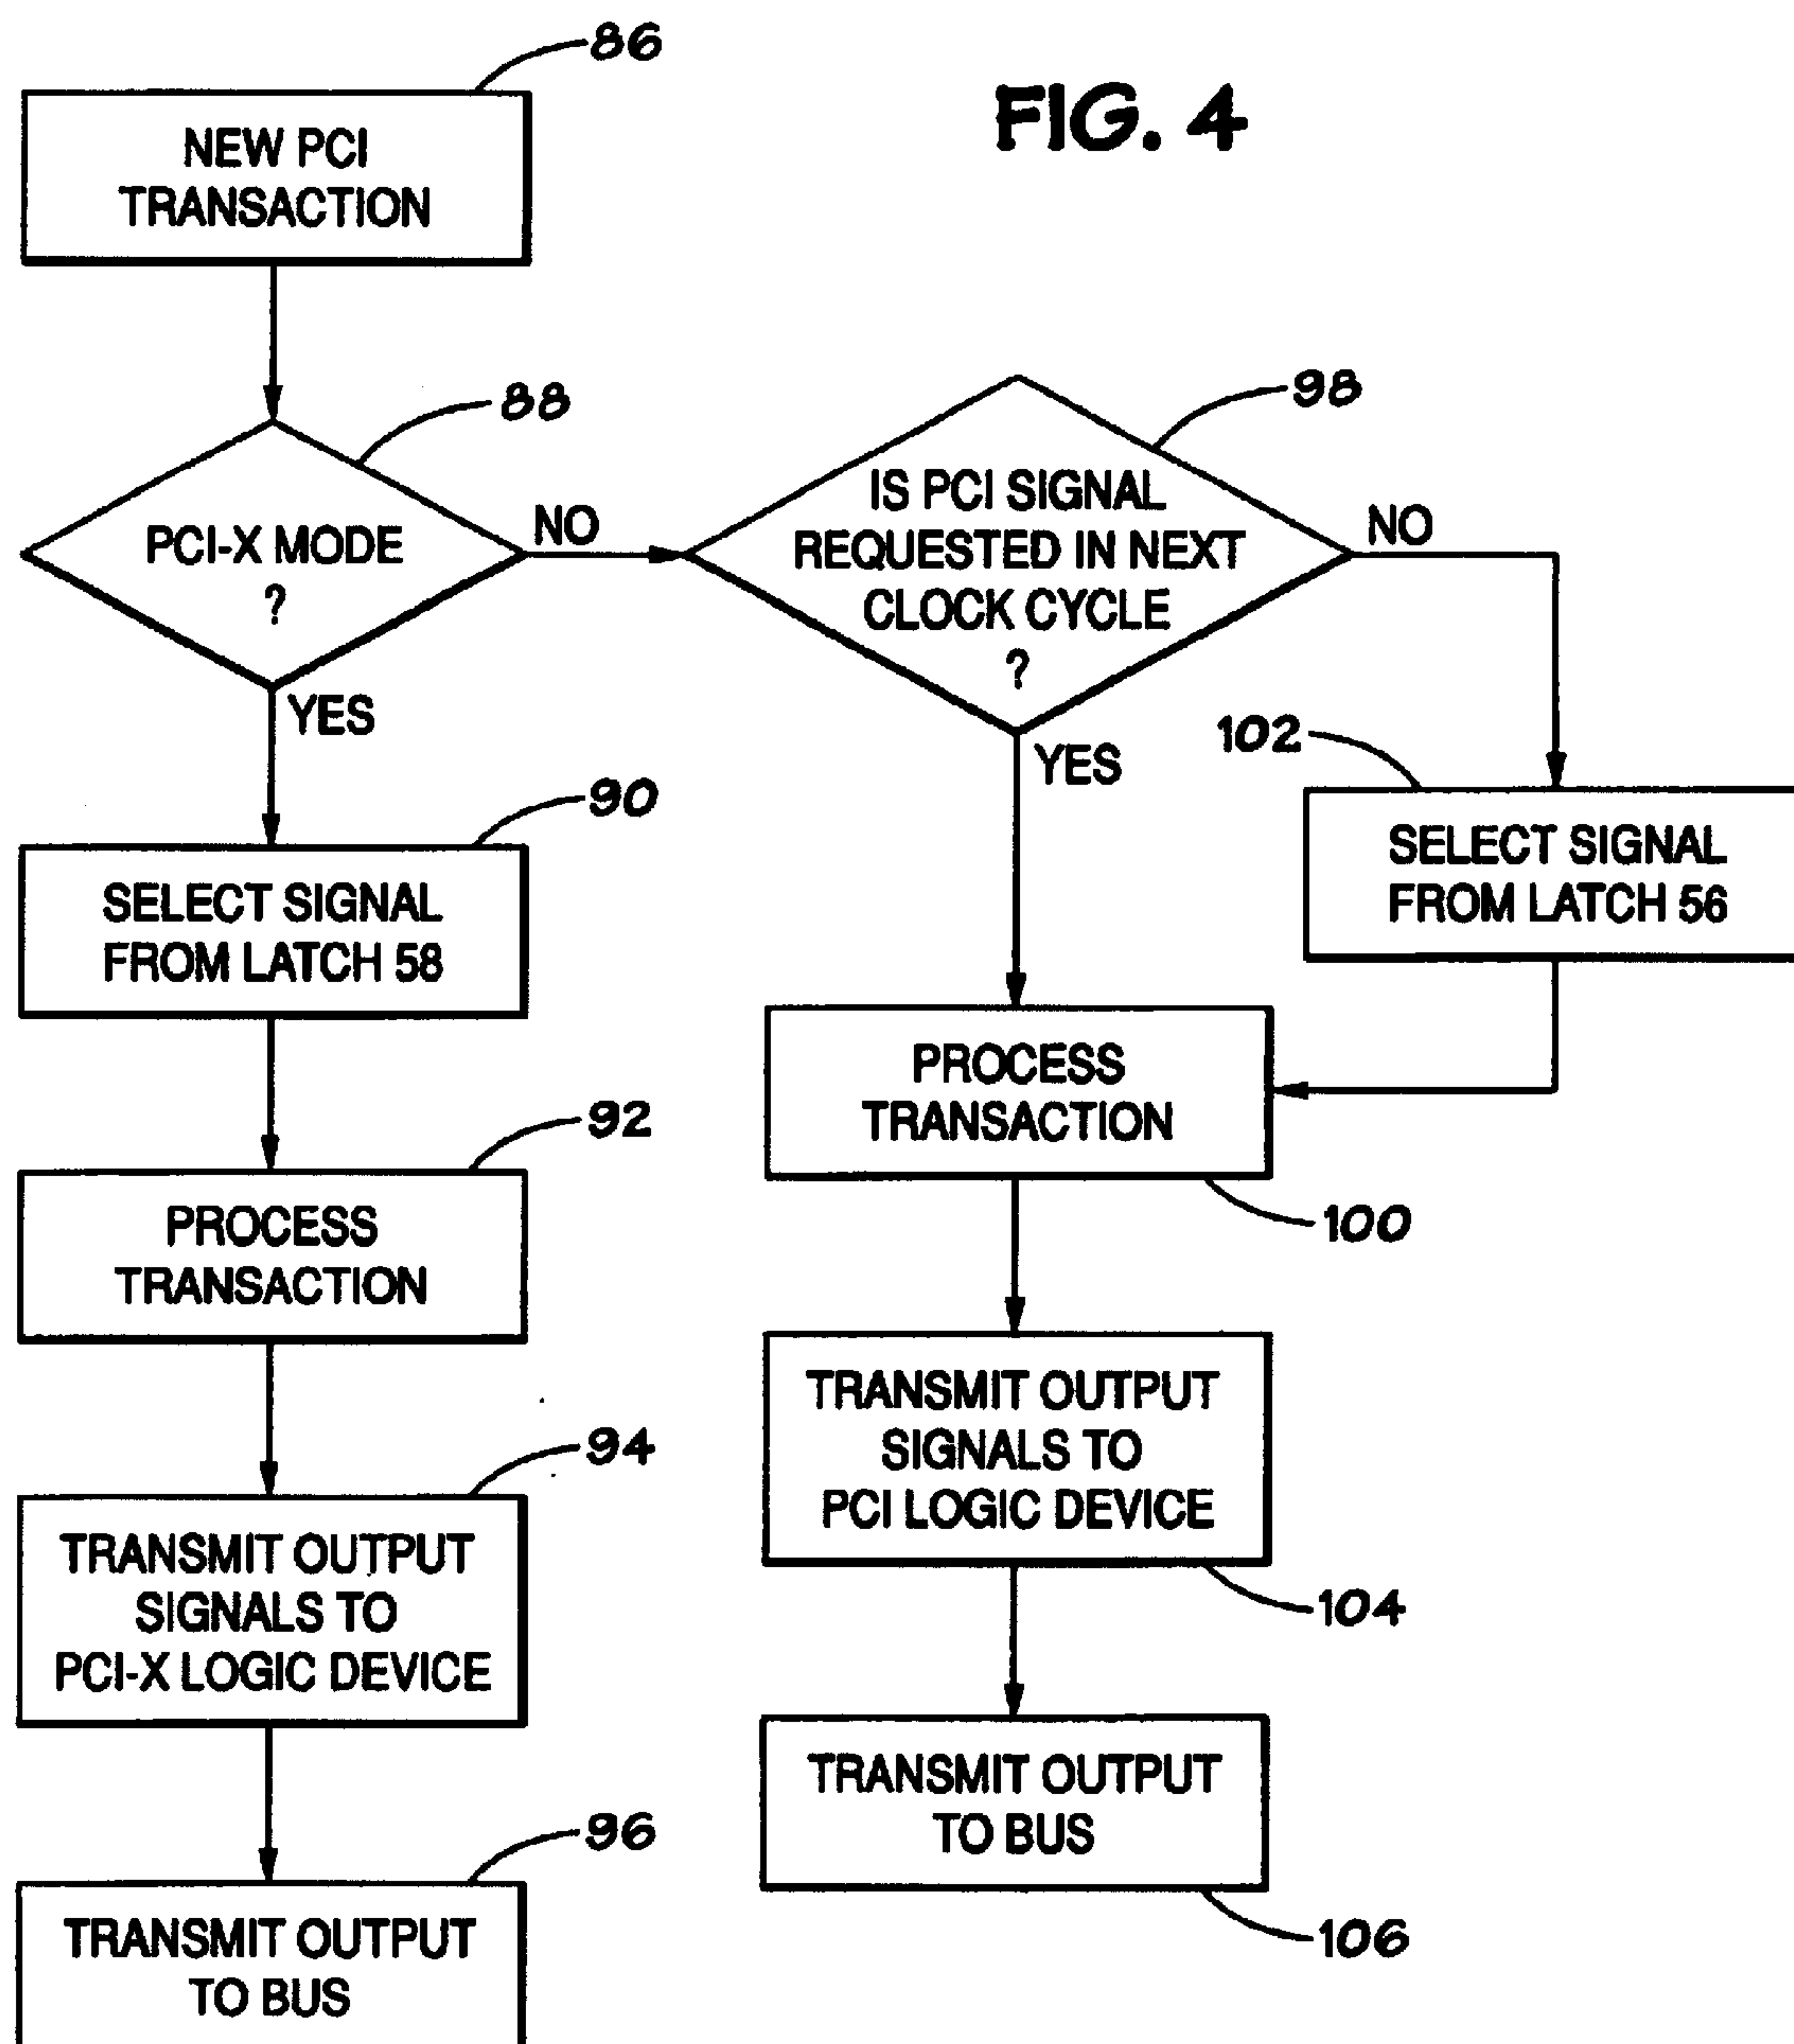 86
FIG. 4
NEW PCI
TRANSACTION
88
PCI-X MODE
?
NO
YES
98
IS PCI SIGNAL
REQUESTED IN NEXT
CLOCK CYCLE
?
NO
YES
102
SELECT SIGNAL
FROM LATCH 56
90
SELECT SIGNAL
FROM LATCH 58
92
PROCESS
TRANSACTION
PROCESS
TRANSACTION
100
94
TRANSMIT OUTPUT
SIGNALS TO
PCI-X LOGIC DEVICE
TRANSMIT OUTPUT
SIGNALS TO
PCI LOGIC DEVICE
104
96
TRANSMIT OUTPUT
TO BUS
TRANSMIT OUTPUT
TO BUS
106